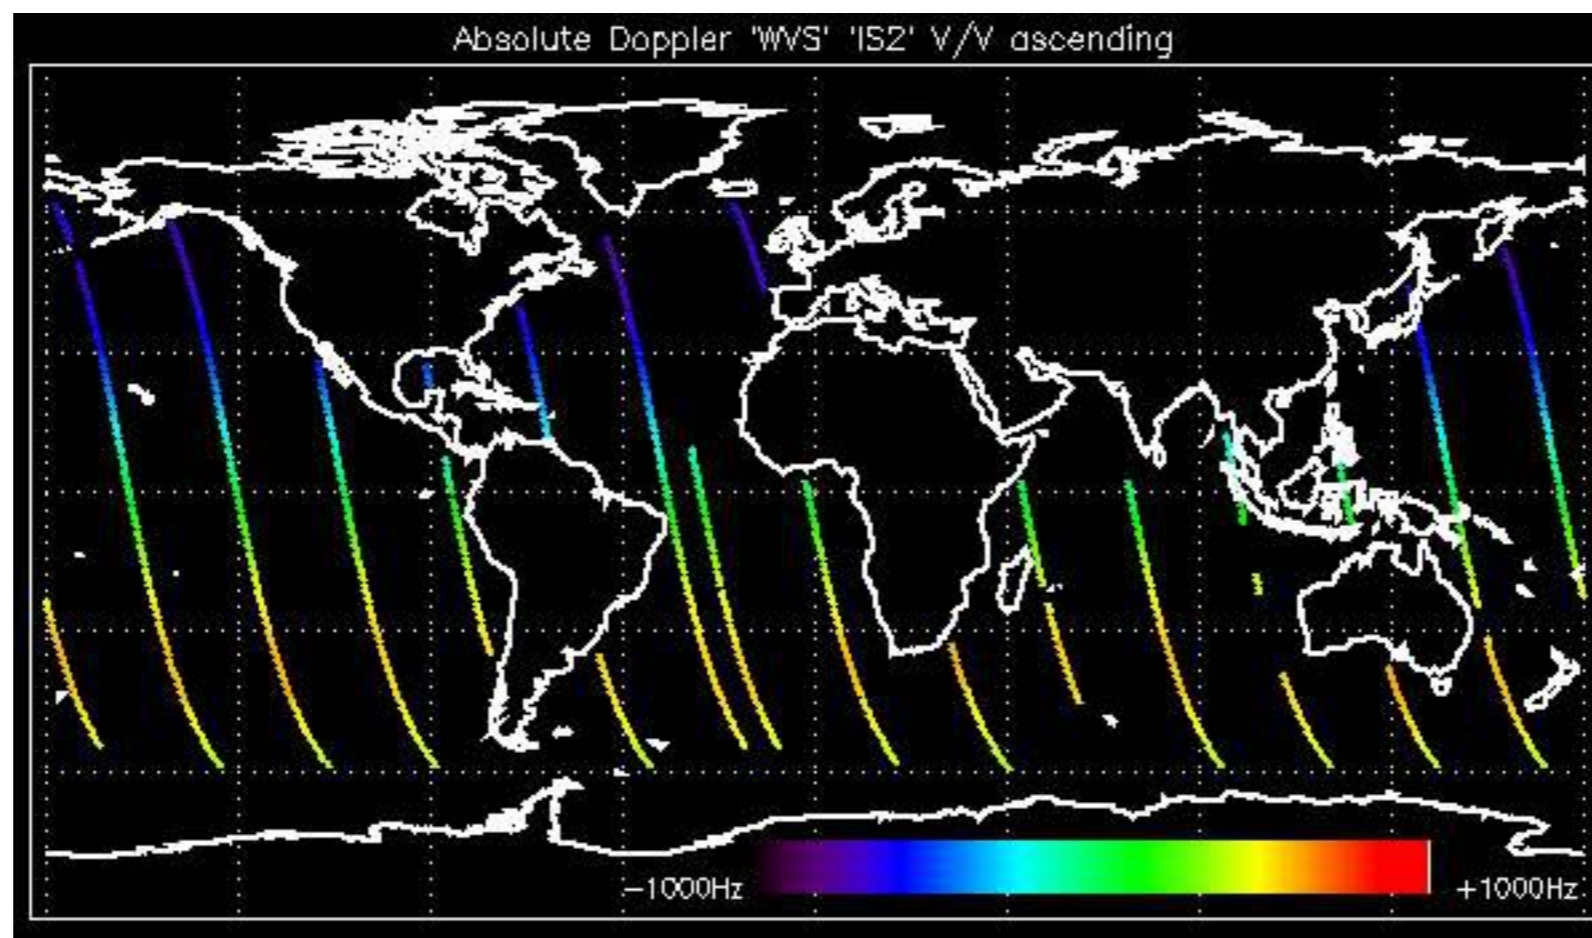 Absolute Doppler 'WVS' 'IS2' V/V ascending
-1000Hz +1000Hz